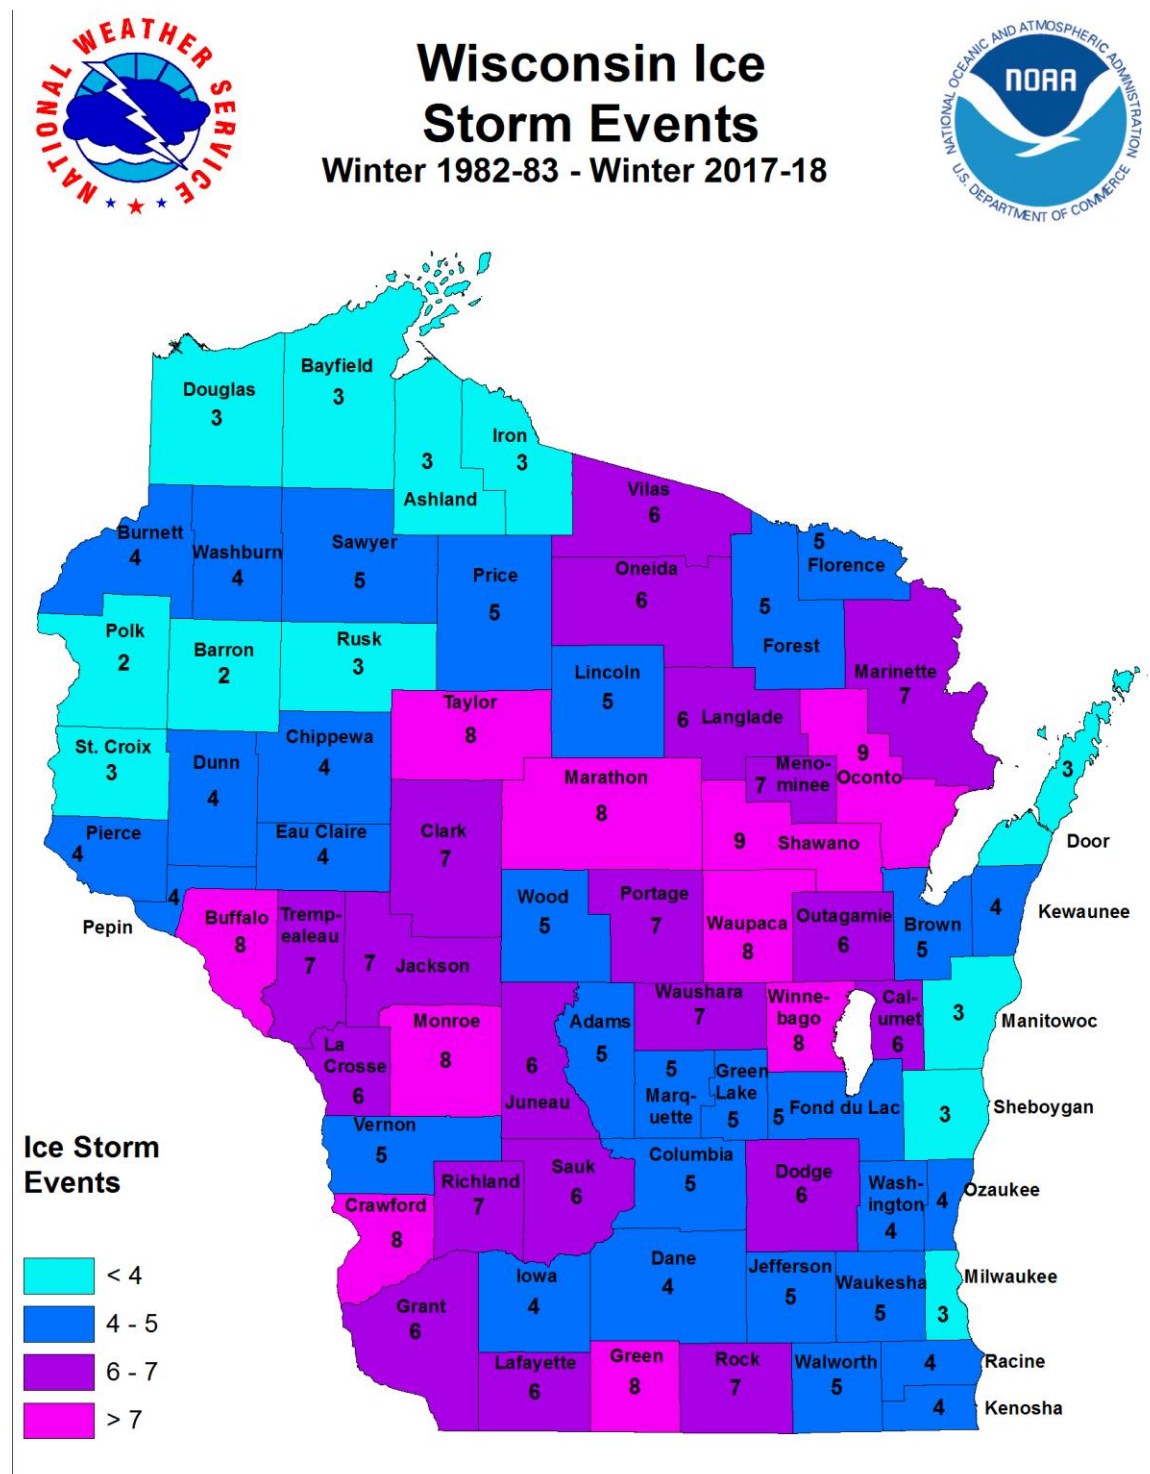 NATIONAL WEATHER SERVICE
Wisconsin Ice
Storm Events
Winter 1982-83 - Winter 2017-18
NATIONAL OCEANIC AND ATMOSPHERIC ADMINISTRATION
NOAA
U.S. DEPARTMENT OF COMMERCE
Bayfield
3
Douglas
3
Iron
3
3
Ashland
Vilas
6
Burnett
4
Washburn
4
Sawyer
5
Price
5
Oneida
6
5
Florence
5
Forest
Polk
2
Barron
2
Rusk
3
Lincoln
5
Marinette
7
Taylor
8
6 Langlade
St. Croix
3
Dunn
4
Chippewa
4
Marathon
8
7
Meno-
minee
9
Oconto
3
Door
Pierce
4
Eau Claire
4
Clark
7
9 Shawano
4
Pepin
Buffalo
8
Tremp-
ealeau
7
7 Jackson
Wood
5
Portage
7
Waupaca
8
Outagamie
6
Brown
5
4
Kewaunee
La
Crosse
6
Monroe
8
6
Juneau
Adams
5
Waushara
7
Winne-
bago
8
Cal-
umet
6
3
Manitowoc
5
Marq-
uette
Green
Lake
5
5 Fond du Lac
3
Sheboygan
Vernon
5
Richland
7
Sauk
6
Columbia
5
Dodge
6
Wash-
ington
4
4
Ozaukee
Crawford
8
Grant
6
Iowa
4
Dane
4
Jefferson
5
Waukesha
5
3
Milwaukee
Lafayette
6
Green
8
Rock
7
Walworth
5
4
Racine
4
Kenosha
Ice Storm
Events
< 4
4 - 5
6 - 7
> 7